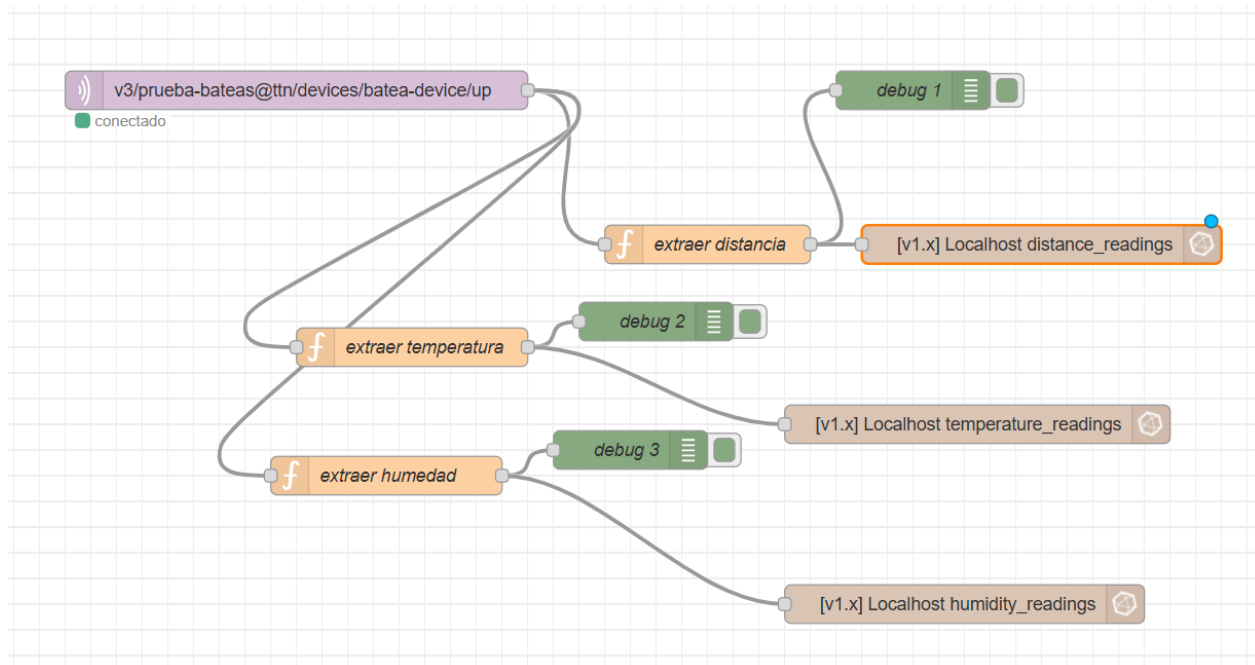 v3/prueba-bateas@ttn/devices/batea-device/up
conectado
debug 1
extraer distancia
[v1.x] Localhost distance_readings
debug 2
extraer temperatura
[v1.x] Localhost temperature_readings
debug 3
extraer humedad
[v1.x] Localhost humidity_readings